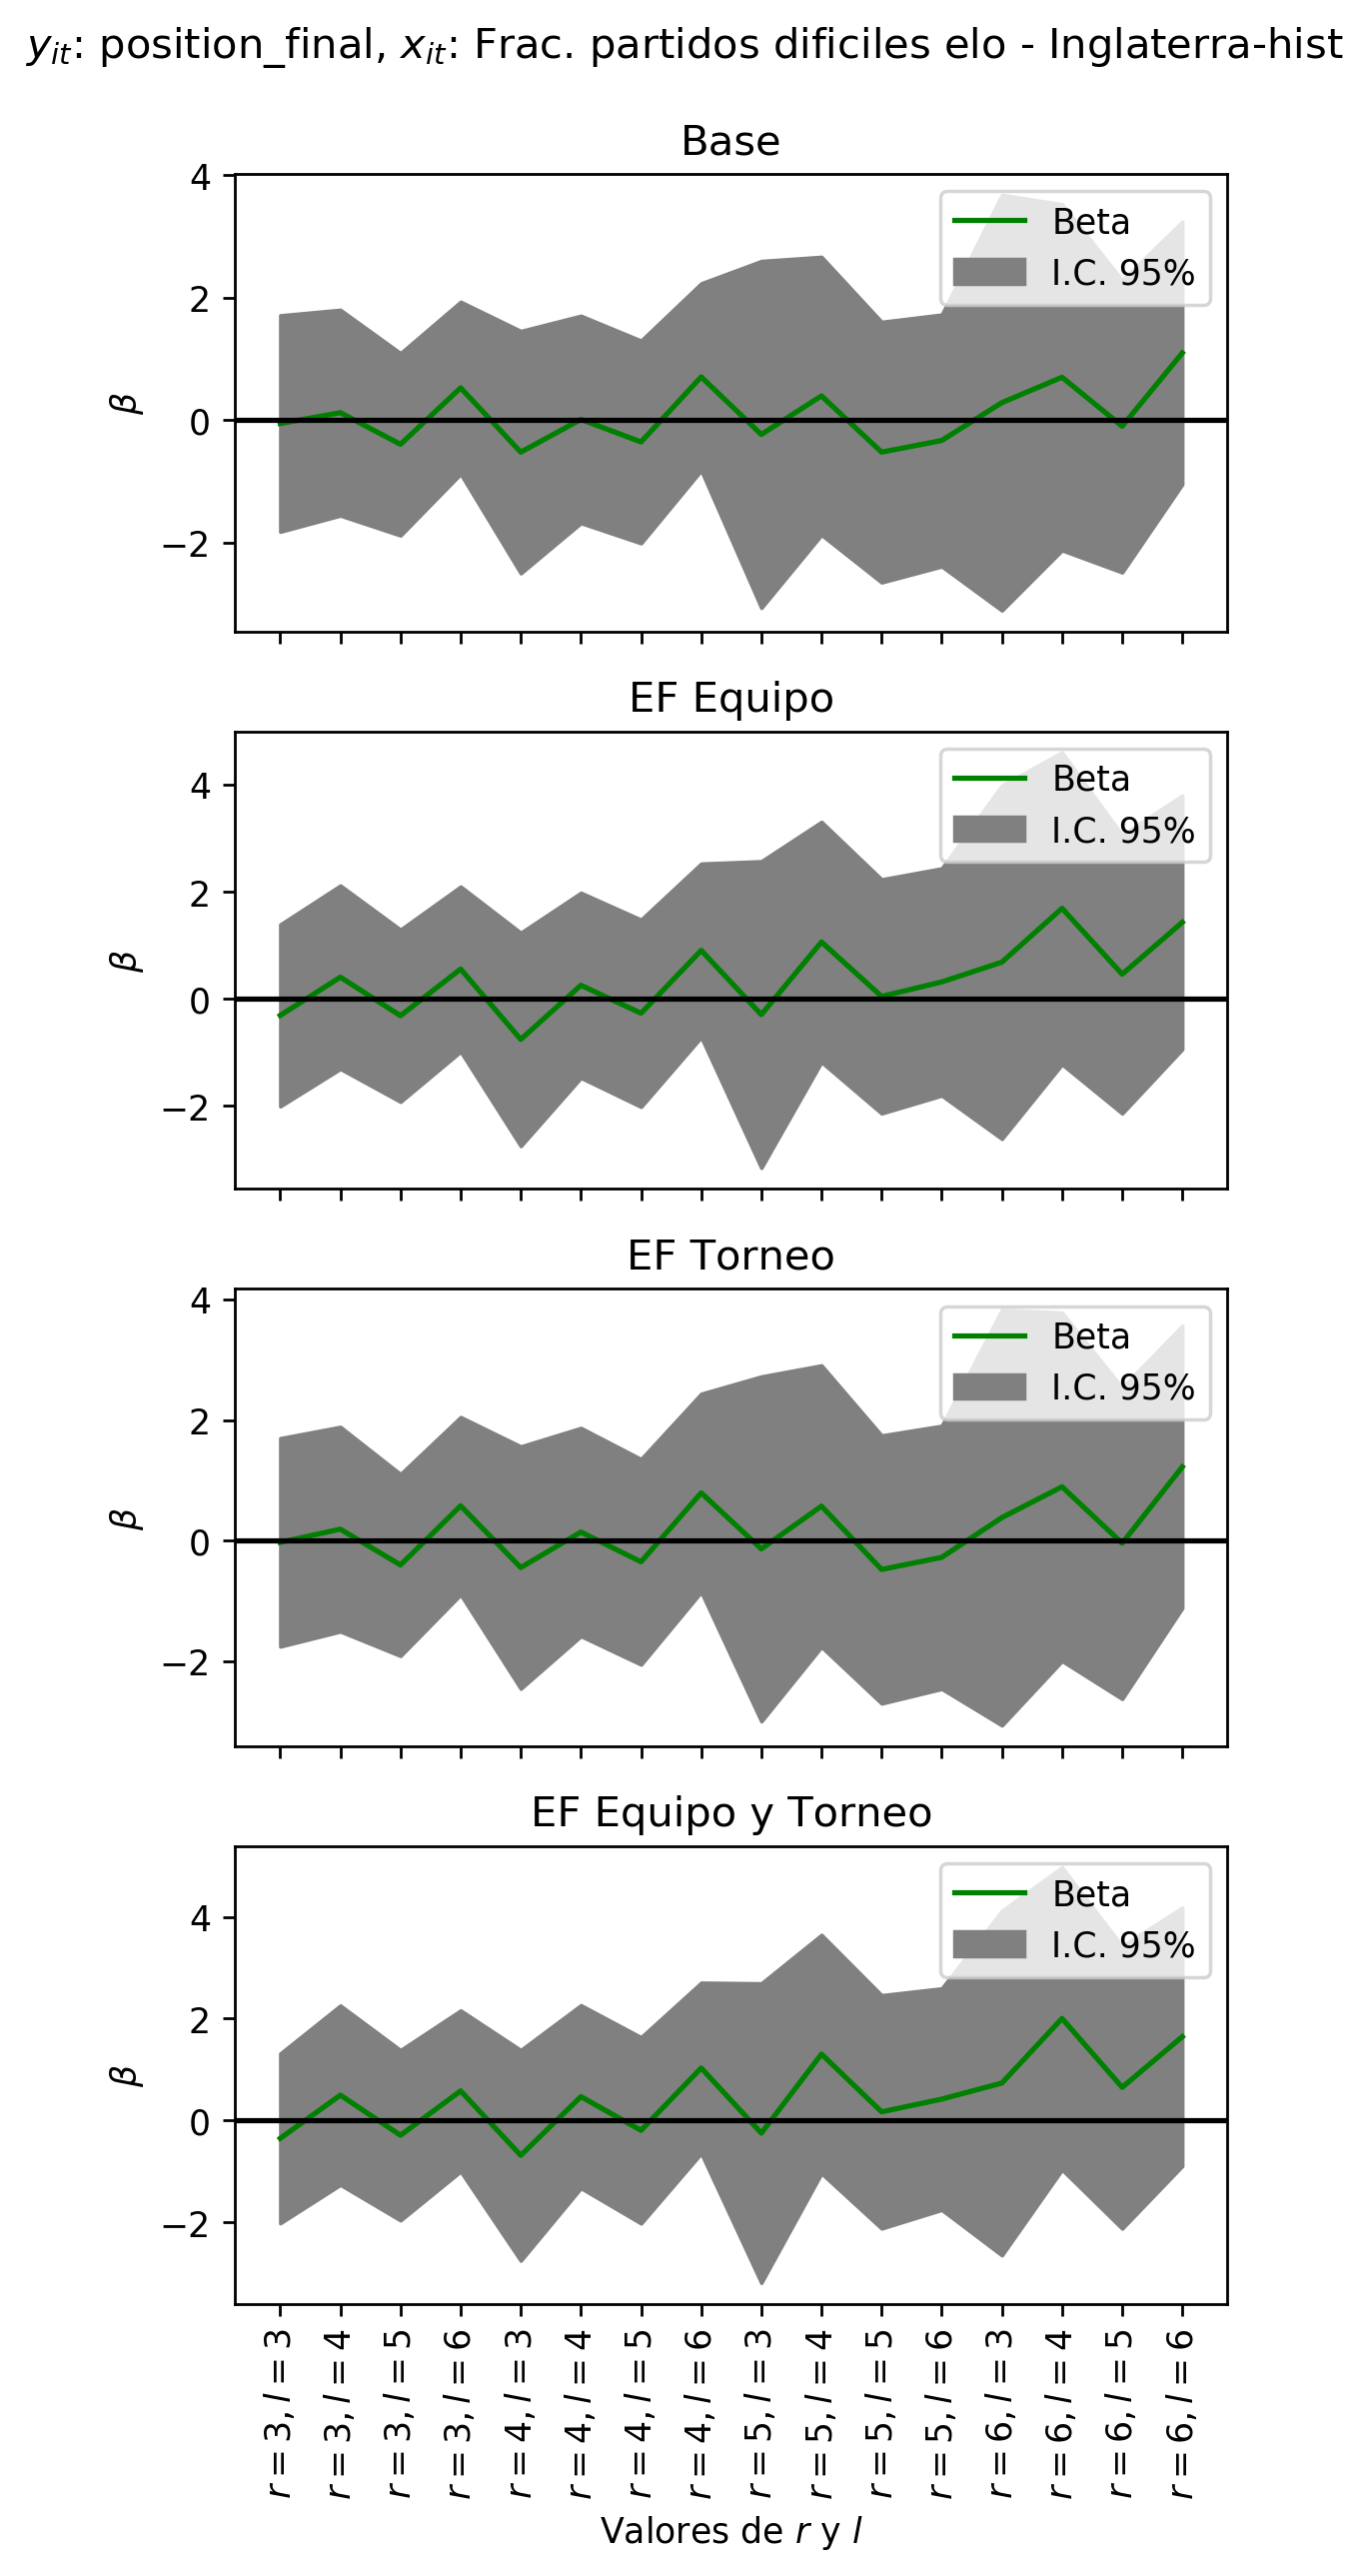 y_it: position_final, x_it: Frac. partidos dificiles elo - Inglaterra-hist
Base
4
2
0
−2
β
Beta
I.C. 95%
EF Equipo
4
2
0
−2
β
Beta
I.C. 95%
EF Torneo
4
2
0
−2
β
Beta
I.C. 95%
EF Equipo y Torneo
4
2
0
−2
β
Beta
I.C. 95%
r = 3, l = 3
r = 3, l = 4
r = 3, l = 5
r = 3, l = 6
r = 4, l = 3
r = 4, l = 4
r = 4, l = 5
r = 4, l = 6
r = 5, l = 3
r = 5, l = 4
r = 5, l = 5
r = 5, l = 6
r = 6, l = 3
r = 6, l = 4
r = 6, l = 5
r = 6, l = 6
Valores de r y l